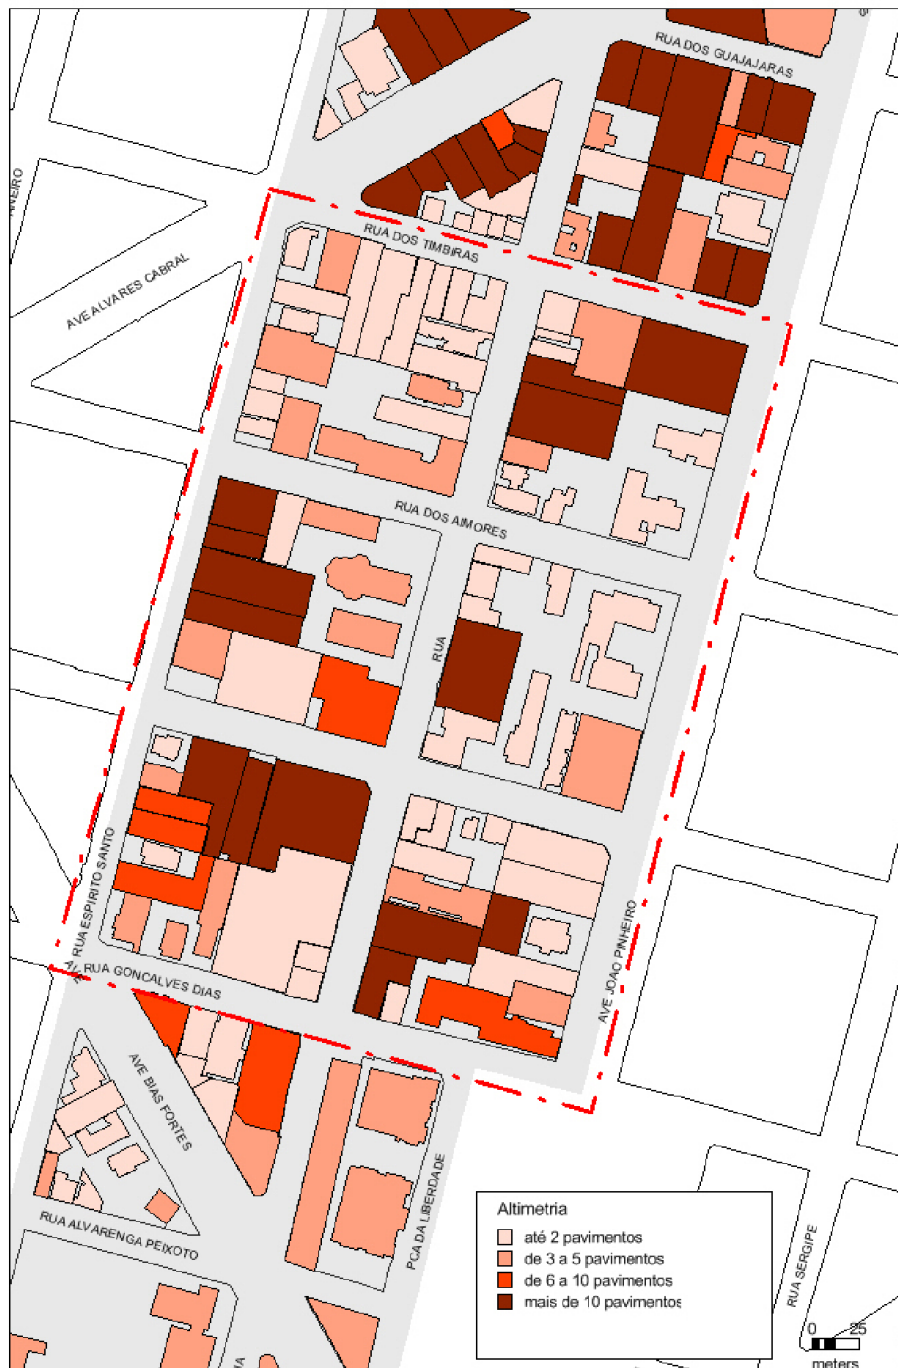 RUA DOS GUAJAJARAS
ANEIRO
RUA DOS TIMBIRAS
AVE ALVARES CABRAL
RUA DOS AIMORES
RUA
RUA ESPIRITO SANTO
AVE JOAO PINHEIRO
AVE
RUA GONCALVES DIAS
AVE BIAS FORTES
PCA DA LIBERDADE
RUA ALVARENGA PEIXOTO
RUA SERGIPE
Altimetria
até 2 pavimentos
de 3 a 5 pavimentos
de 6 a 10 pavimentos
mais de 10 pavimentos
0 25
meters